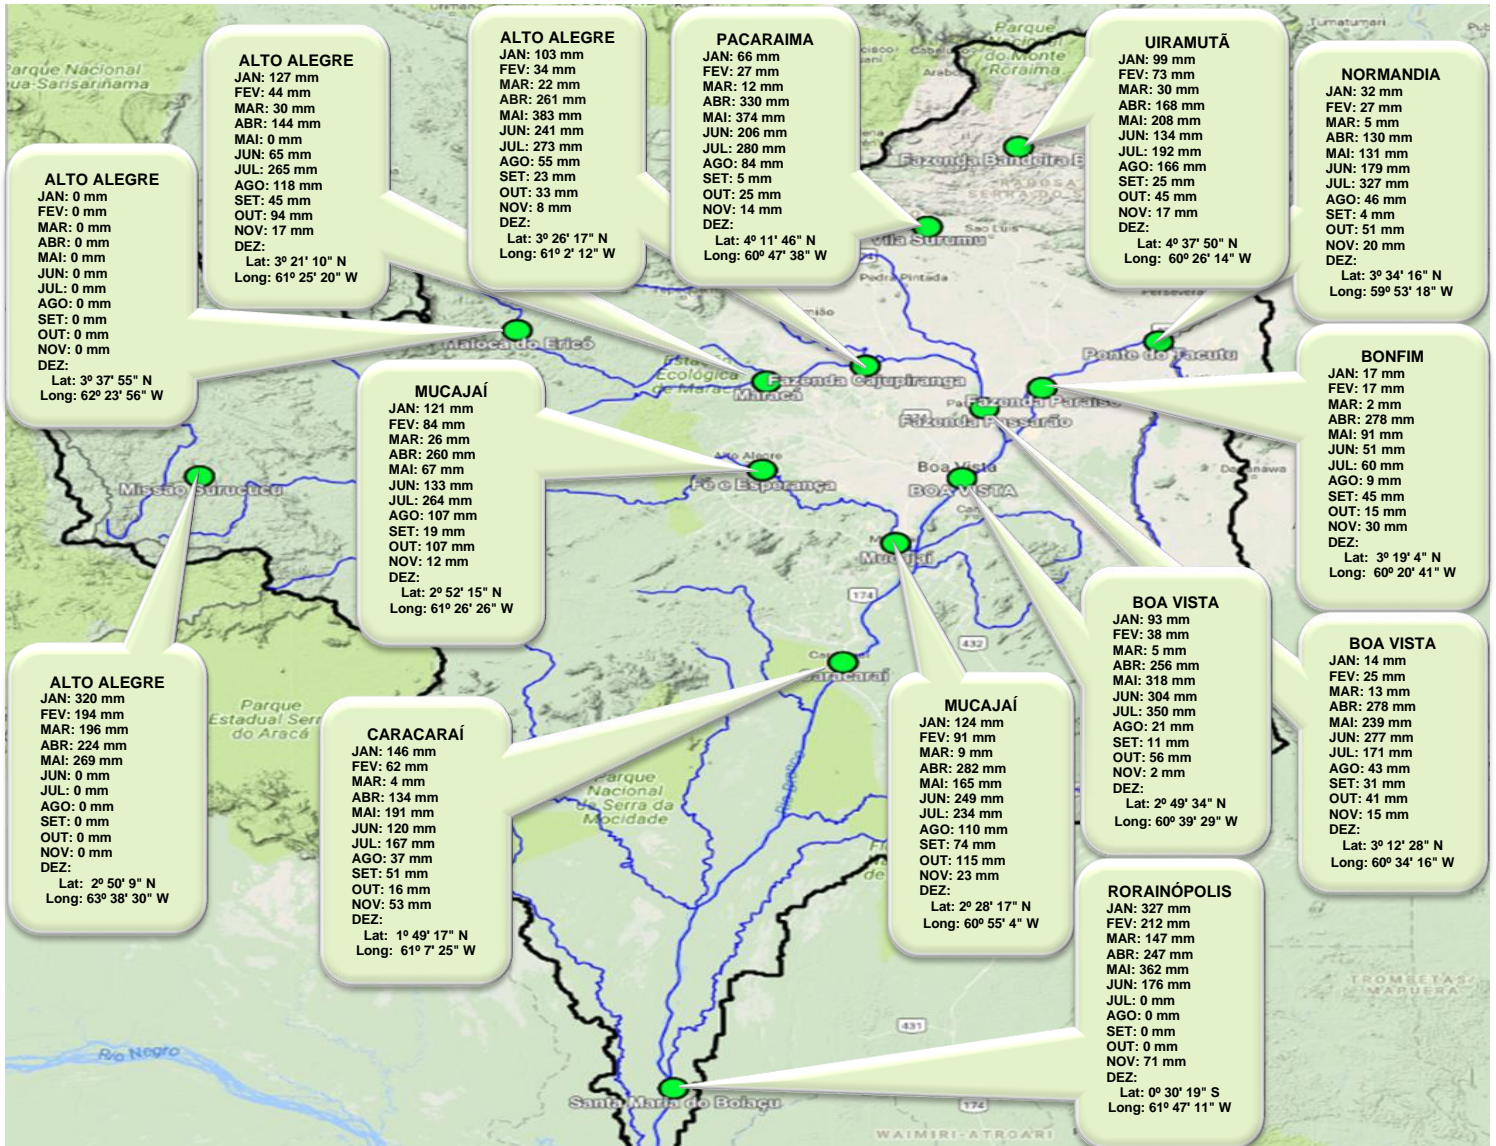 ALTO ALEGRE
JAN: 0 mm
FEV: 0 mm
MAR: 0 mm
ABR: 0 mm
MAI: 0 mm
JUN: 0 mm
JUL: 0 mm
AGO: 0 mm
SET: 0 mm
OUT: 0 mm
NOV: 0 mm
DEZ:
Lat: 3º 37' 55" N
Long: 62º 23' 56" W
ALTO ALEGRE
JAN: 127 mm
FEV: 44 mm
MAR: 30 mm
ABR: 144 mm
MAI: 0 mm
JUN: 65 mm
JUL: 265 mm
AGO: 118 mm
SET: 45 mm
OUT: 94 mm
NOV: 17 mm
DEZ:
Lat: 3º 21' 10" N
Long: 61º 25' 20" W
ALTO ALEGRE
JAN: 103 mm
FEV: 34 mm
MAR: 22 mm
ABR: 261 mm
MAI: 383 mm
JUN: 241 mm
JUL: 273 mm
AGO: 55 mm
SET: 23 mm
OUT: 33 mm
NOV: 8 mm
DEZ:
Lat: 3º 26' 17" N
Long: 61º 2' 12" W
PACARAIMA
JAN: 66 mm
FEV: 27 mm
MAR: 12 mm
ABR: 330 mm
MAI: 374 mm
JUN: 206 mm
JUL: 280 mm
AGO: 84 mm
SET: 5 mm
OUT: 25 mm
NOV: 14 mm
DEZ:
Lat: 4º 11' 46" N
Long: 60º 47' 38" W
UIRAMUTÃ
JAN: 99 mm
FEV: 73 mm
MAR: 30 mm
ABR: 168 mm
MAI: 208 mm
JUN: 134 mm
JUL: 192 mm
AGO: 166 mm
SET: 25 mm
OUT: 45 mm
NOV: 17 mm
DEZ:
Lat: 4º 37' 50" N
Long: 60º 26' 14" W
NORMANDIA
JAN: 32 mm
FEV: 27 mm
MAR: 5 mm
ABR: 130 mm
MAI: 131 mm
JUN: 179 mm
JUL: 327 mm
AGO: 46 mm
SET: 4 mm
OUT: 51 mm
NOV: 20 mm
DEZ:
Lat: 3º 34' 16" N
Long: 59º 53' 18" W
MUCAJAÍ
JAN: 121 mm
FEV: 84 mm
MAR: 26 mm
ABR: 260 mm
MAI: 67 mm
JUN: 133 mm
JUL: 264 mm
AGO: 107 mm
SET: 19 mm
OUT: 107 mm
NOV: 12 mm
DEZ:
Lat: 2º 52' 15" N
Long: 61º 26' 26" W
BONFIM
JAN: 17 mm
FEV: 17 mm
MAR: 2 mm
ABR: 278 mm
MAI: 91 mm
JUN: 51 mm
JUL: 60 mm
AGO: 9 mm
SET: 45 mm
OUT: 15 mm
NOV: 30 mm
DEZ:
Lat: 3º 19' 4" N
Long: 60º 20' 41" W
ALTO ALEGRE
JAN: 320 mm
FEV: 194 mm
MAR: 196 mm
ABR: 224 mm
MAI: 269 mm
JUN: 0 mm
JUL: 0 mm
AGO: 0 mm
SET: 0 mm
OUT: 0 mm
NOV: 0 mm
DEZ:
Lat: 2º 50' 9" N
Long: 63º 38' 30" W
CARACARAÍ
JAN: 146 mm
FEV: 62 mm
MAR: 4 mm
ABR: 134 mm
MAI: 191 mm
JUN: 120 mm
JUL: 167 mm
AGO: 37 mm
SET: 51 mm
OUT: 16 mm
NOV: 53 mm
DEZ:
Lat: 1º 49' 17" N
Long: 61º 7' 25" W
MUCAJAÍ
JAN: 124 mm
FEV: 91 mm
MAR: 9 mm
ABR: 282 mm
MAI: 165 mm
JUN: 249 mm
JUL: 234 mm
AGO: 110 mm
SET: 74 mm
OUT: 115 mm
NOV: 23 mm
DEZ:
Lat: 2º 28' 17" N
Long: 60º 55' 4" W
BOA VISTA
JAN: 93 mm
FEV: 38 mm
MAR: 5 mm
ABR: 256 mm
MAI: 318 mm
JUN: 304 mm
JUL: 350 mm
AGO: 21 mm
SET: 11 mm
OUT: 56 mm
NOV: 2 mm
DEZ:
Lat: 2º 49' 34" N
Long: 60º 39' 29" W
BOA VISTA
JAN: 14 mm
FEV: 25 mm
MAR: 13 mm
ABR: 278 mm
MAI: 239 mm
JUN: 277 mm
JUL: 171 mm
AGO: 43 mm
SET: 31 mm
OUT: 41 mm
NOV: 15 mm
DEZ:
Lat: 3º 12' 28" N
Long: 60º 34' 16" W
RORAINÓPOLIS
JAN: 327 mm
FEV: 212 mm
MAR: 147 mm
ABR: 247 mm
MAI: 362 mm
JUN: 176 mm
JUL: 0 mm
AGO: 0 mm
SET: 0 mm
OUT: 0 mm
NOV: 71 mm
DEZ:
Lat: 0º 30' 19" S
Long: 61º 47' 11" W
Parque Nacional
Tumatumari
Parque
do Monte
Roraima
Fazenda Bandeira B
Vila Surumu
Sao Luis
Pedra Pintada
Maloca do Ericó
Estação
Ecológica
de Maracá
Maracá
Fazenda Cajupiranga
Ponte do Tacutu
Fazenda Paraíso
Fazenda Passarão
Alto Alegre
Fé e Esperança
Boa Vista
BOA VISTA
Missão Surucucu
Mucajaí
174
432
Caracaraí
Parque
Estadual Serra
do Aracá
Parque
Nacional
da Serra da
Mocidade
Rio Branco
Rio Negro
431
174
Santa Maria do Boiaçu
TROMBETAS/
MAPUERA
WAIMIRI-ATROARI